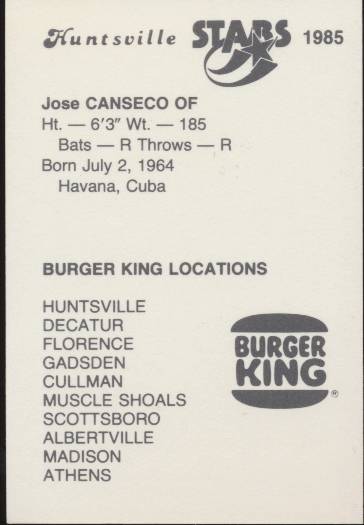 Huntsville STARS 1985
Jose CANSECO OF
Ht. — 6'3" Wt. — 185
Bats — R Throws — R
Born July 2, 1964
Havana, Cuba
BURGER KING LOCATIONS
HUNTSVILLE
DECATUR
FLORENCE
GADSDEN
CULLMAN
MUSCLE SHOALS
SCOTTSBORO
ALBERTVILLE
MADISON
ATHENS
BURGER
KING®